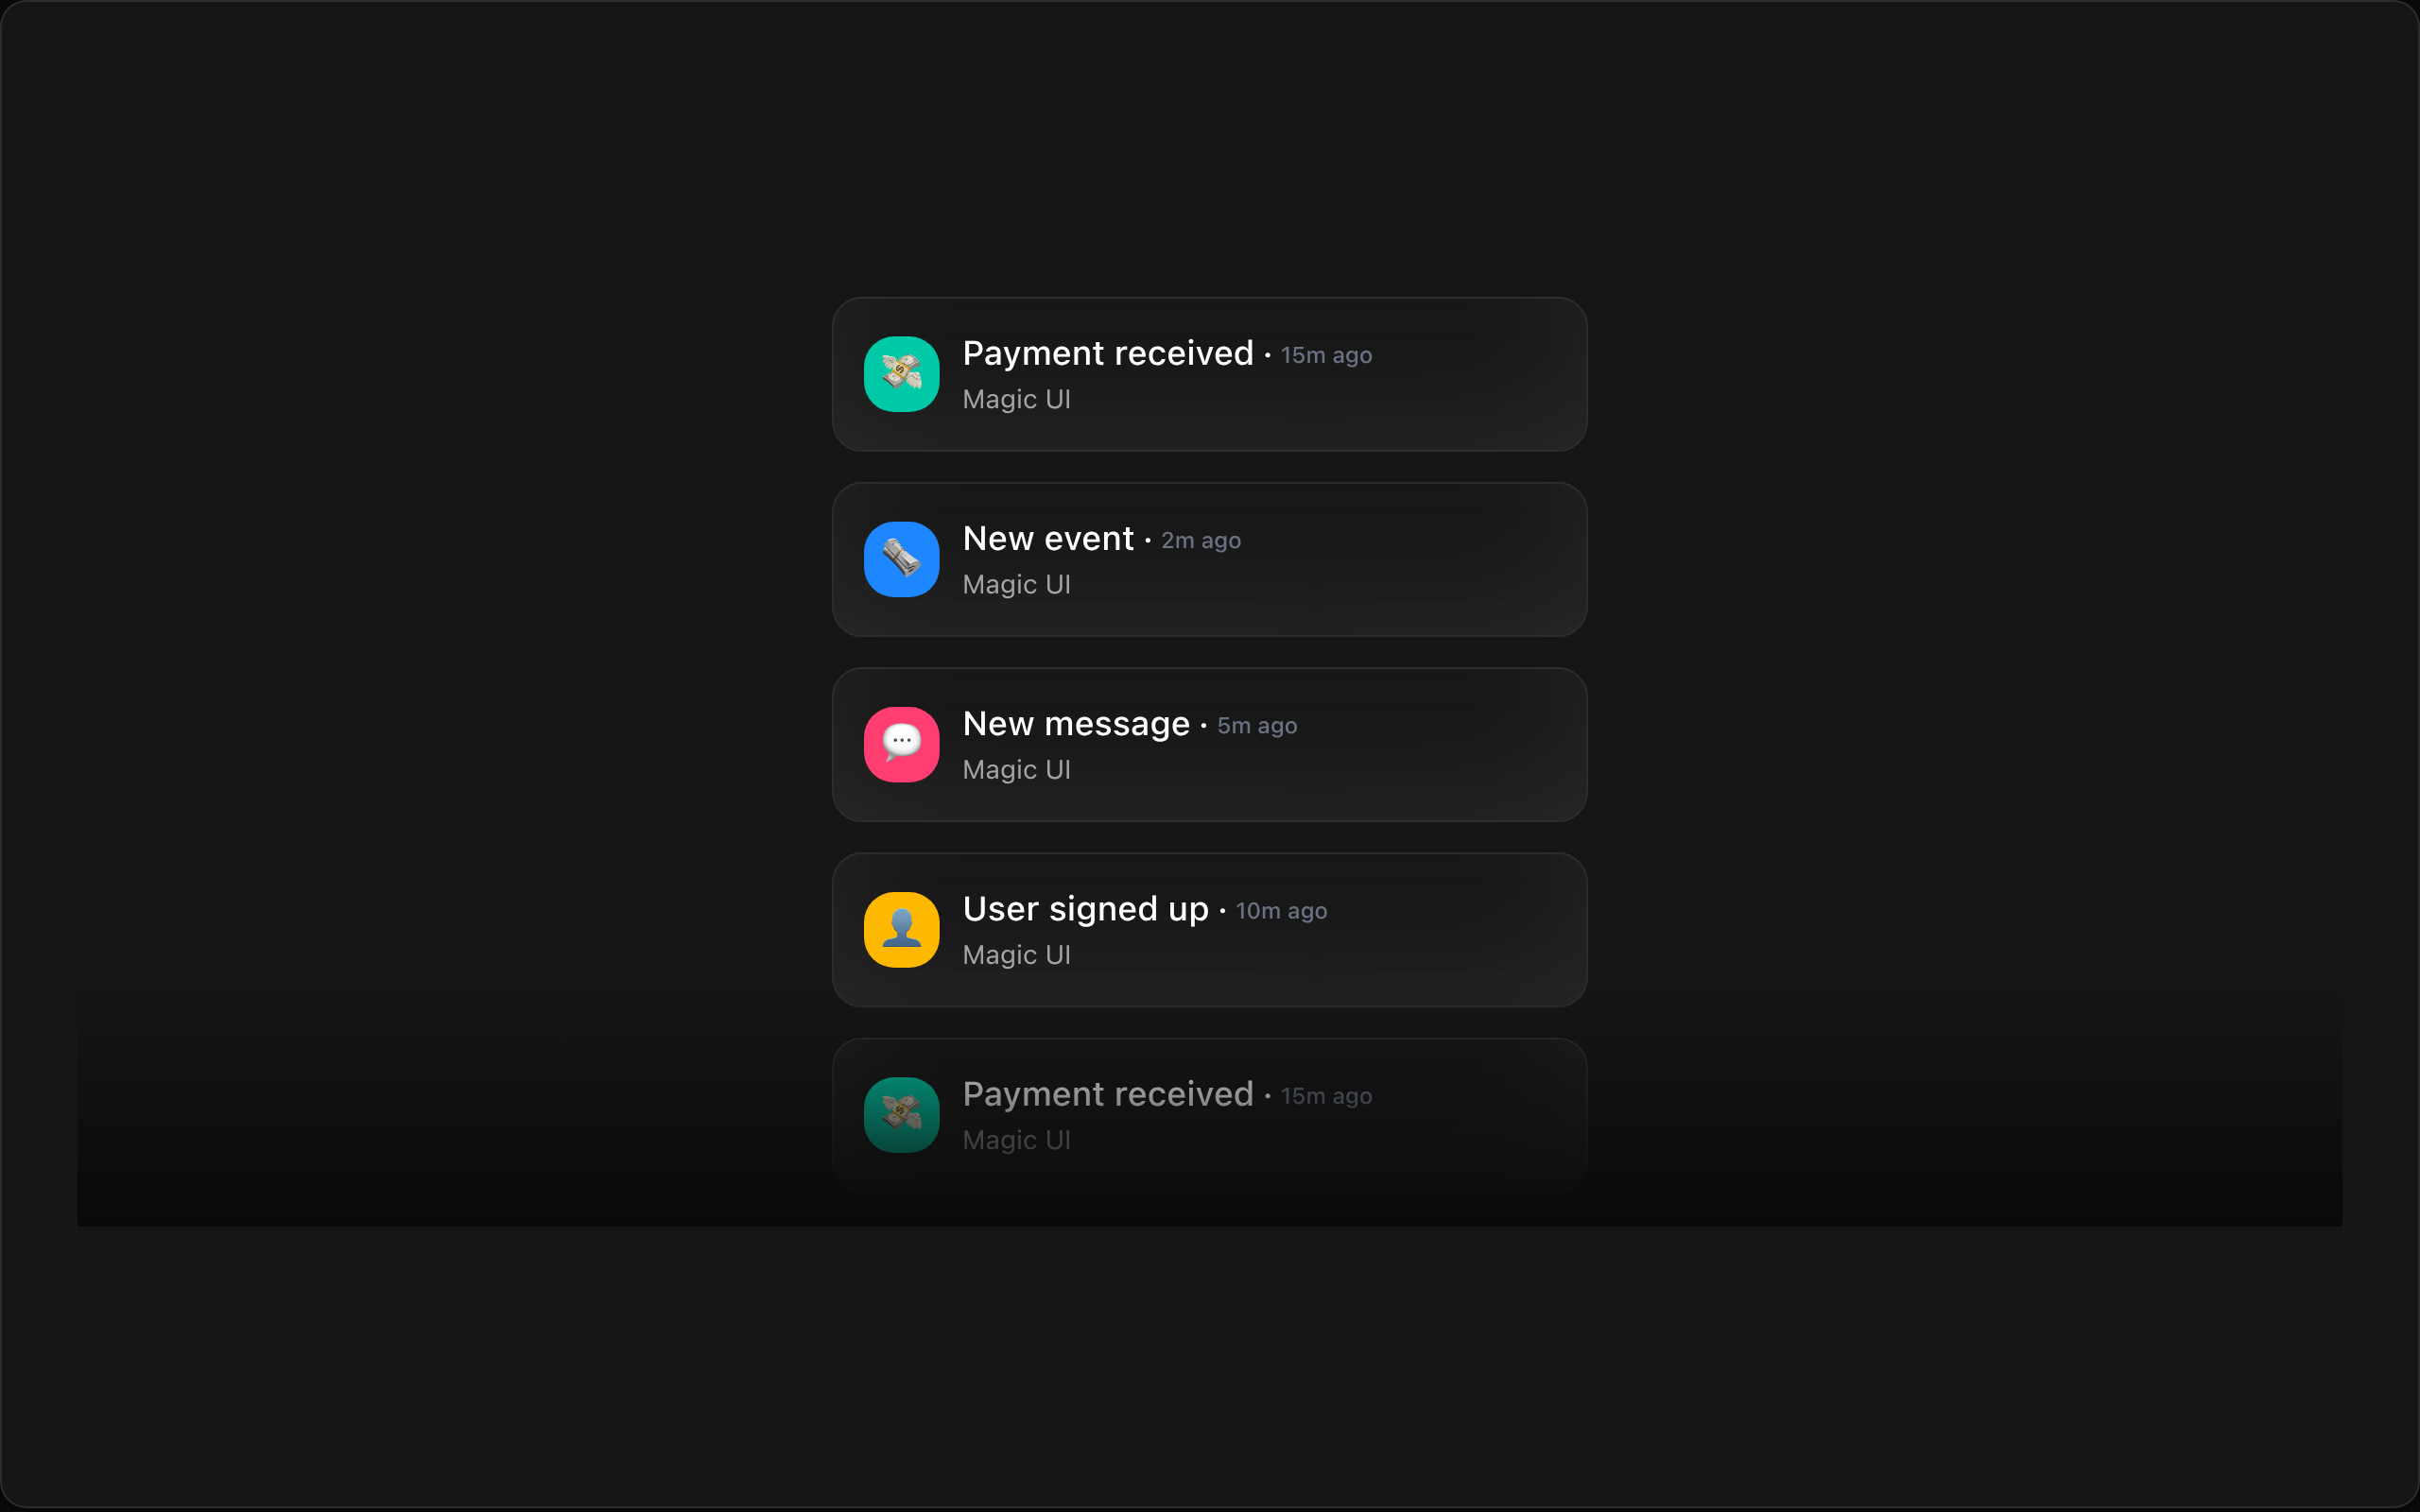 Payment received · 15m ago
Magic UI
New event · 2m ago
Magic UI
New message · 5m ago
Magic UI
User signed up · 10m ago
Magic UI
Payment received · 15m ago
Magic UI